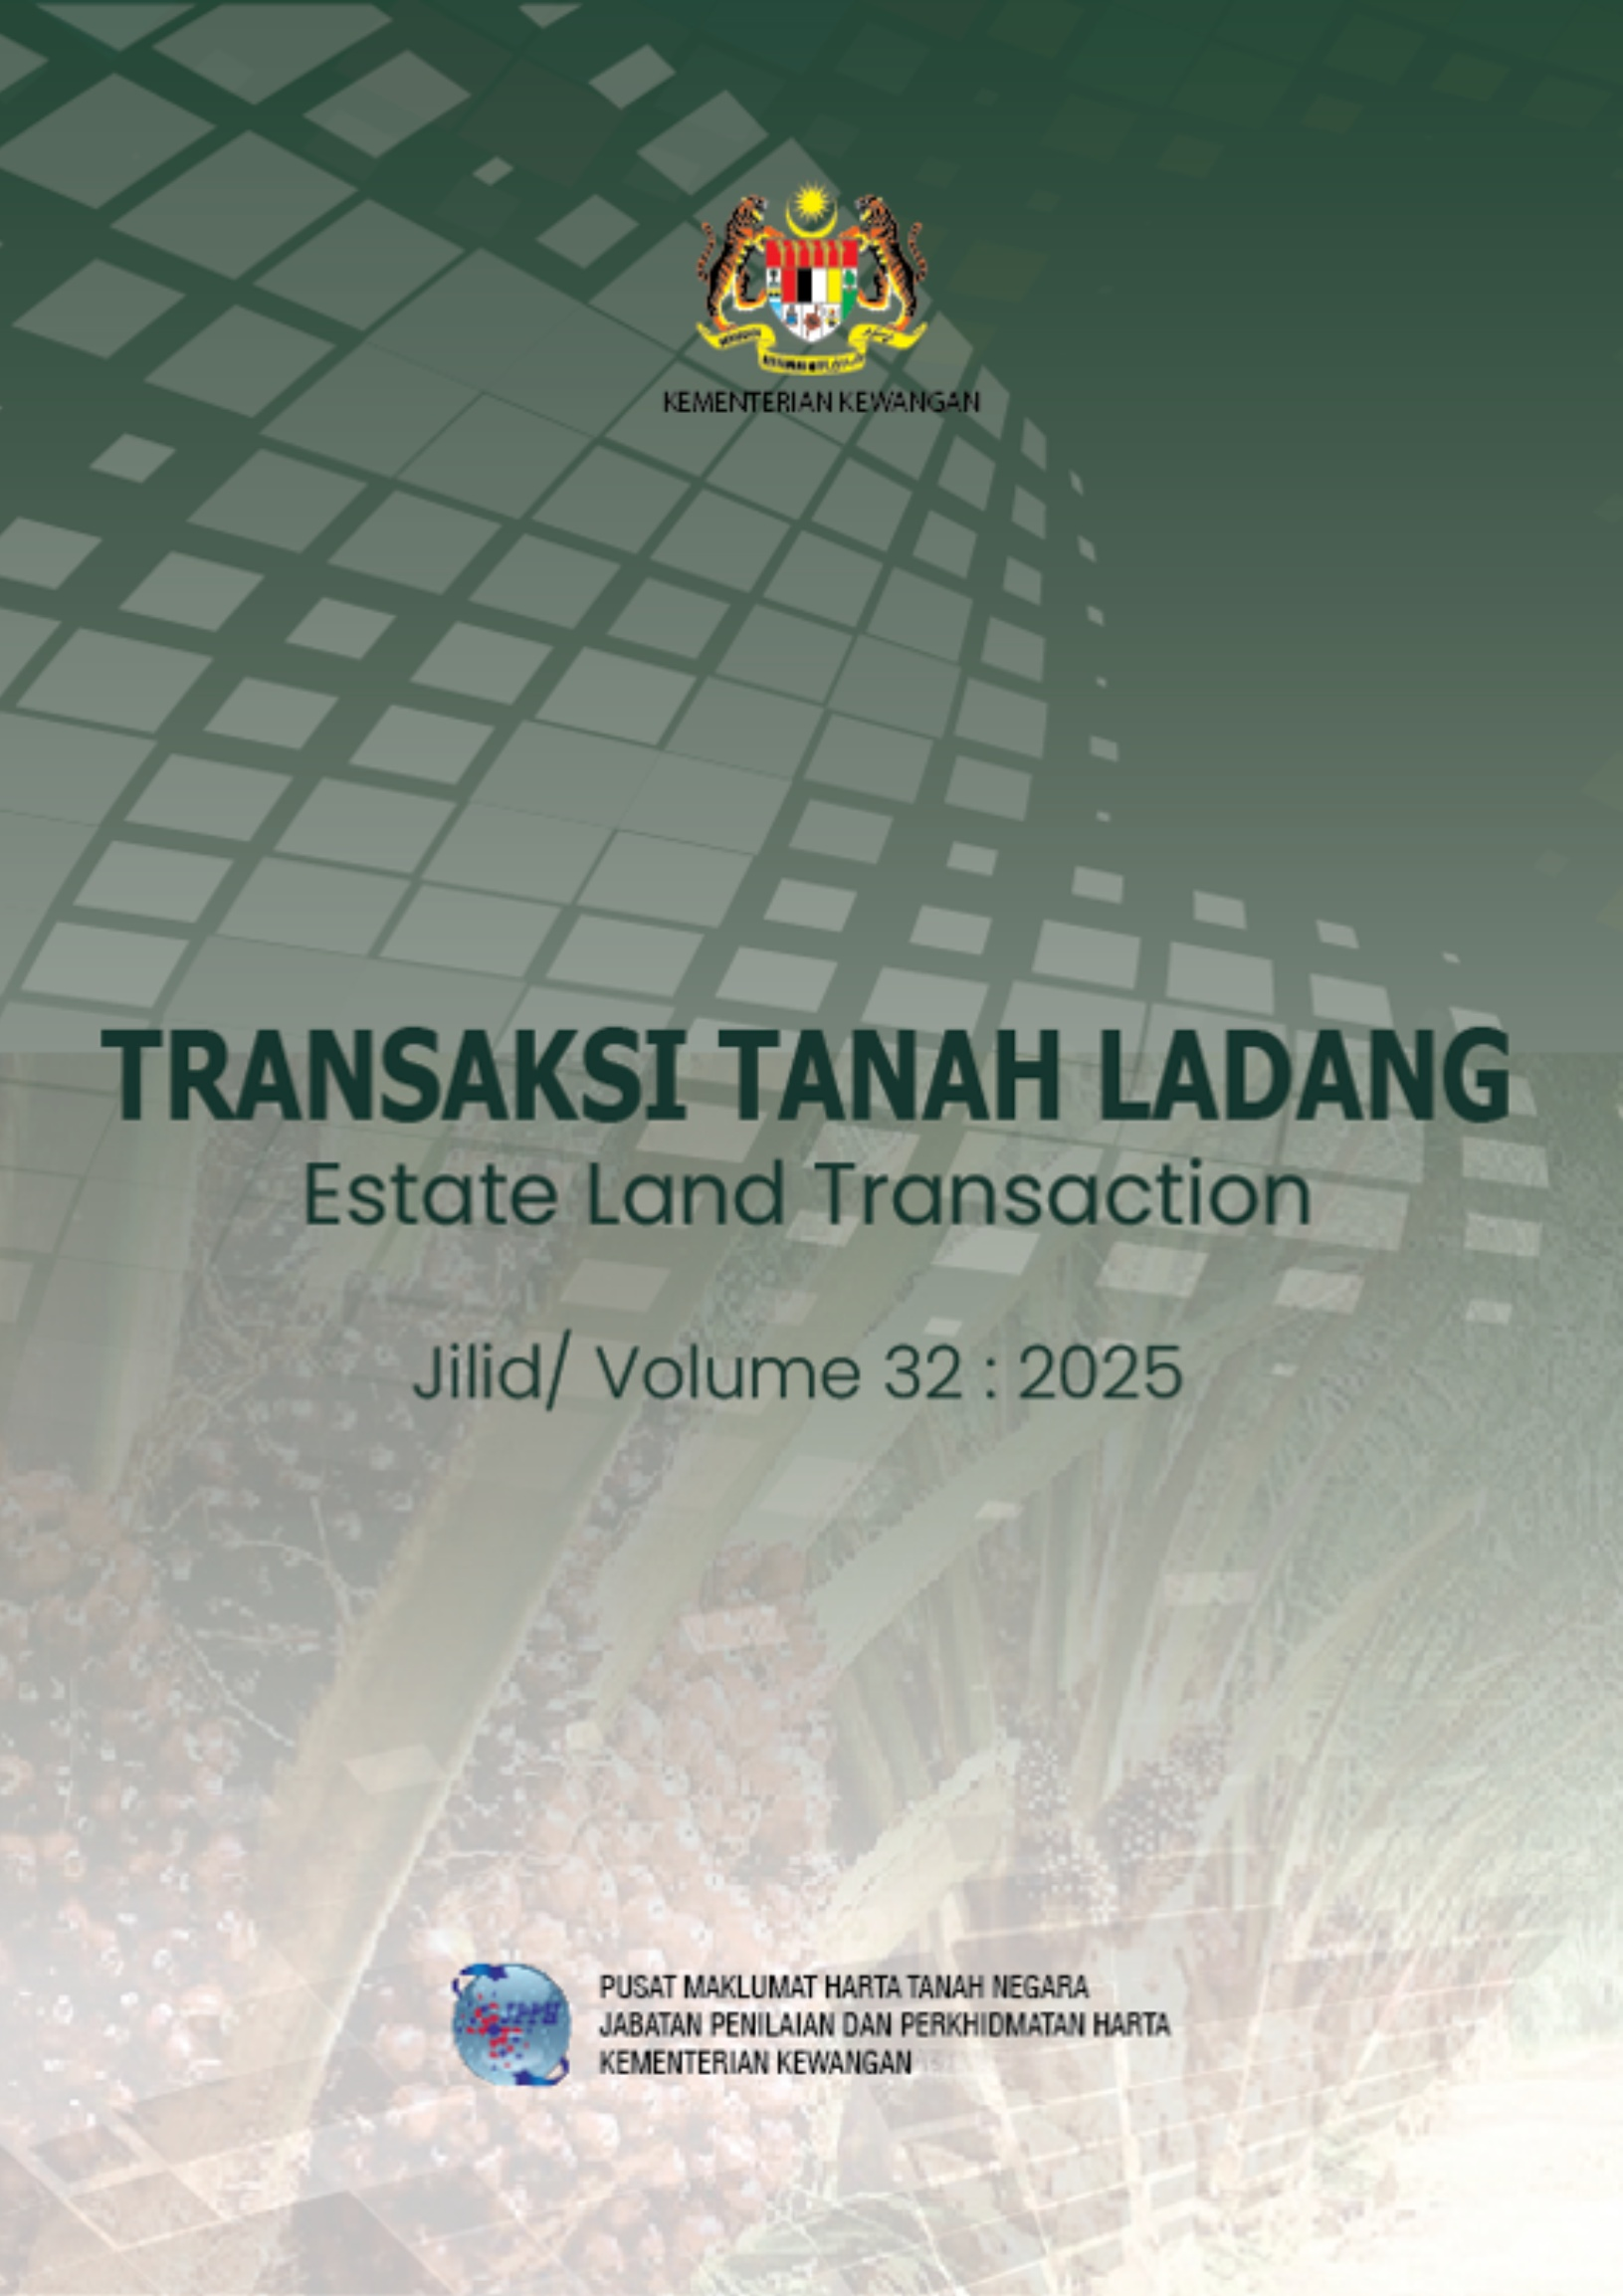 KEMENTERIAN KEWANGAN
TRANSAKSI TANAH LADANG
Estate Land Transaction
Jilid/ Volume 32 : 2025
JPPH
PUSAT MAKLUMAT HARTA TANAH NEGARA
JABATAN PENILAIAN DAN PERKHIDMATAN HARTA
KEMENTERIAN KEWANGAN